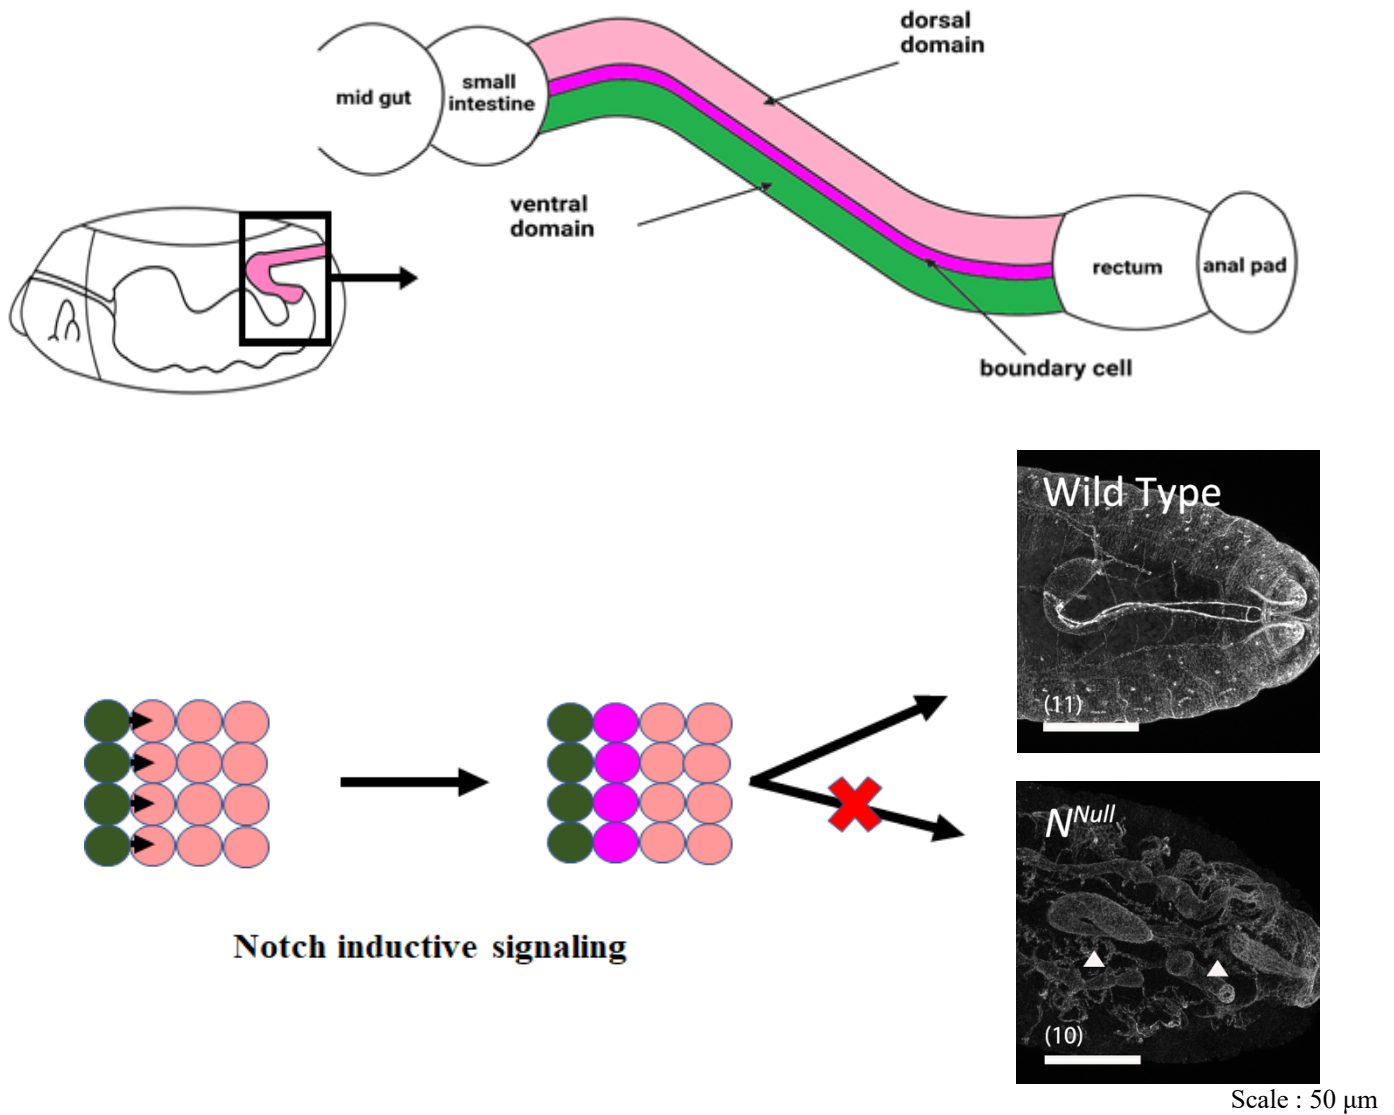 dorsal
domain
mid gut
small
intestine
ventral
domain
rectum
anal pad
boundary cell
Wild Type
(11)
N^Null
(10)
Notch inductive signaling
Scale : 50 μm